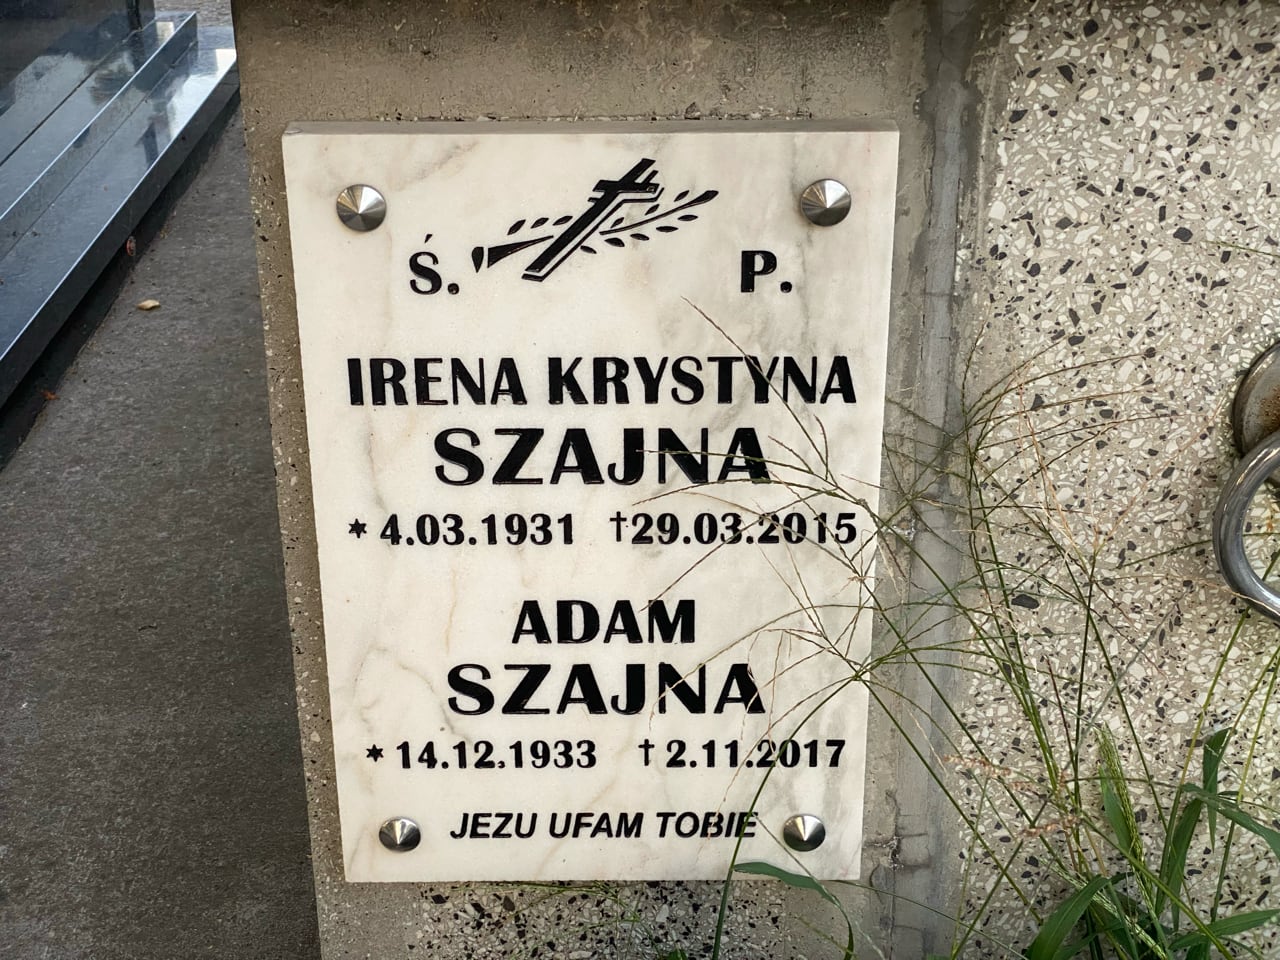 Ś. P.
IRENA KRYSTYNA
SZAJNA
* 4.03.1931 †29.03.2015
ADAM
SZAJNA
* 14.12.1933 † 2.11.2017
JEZU UFAM TOBIE